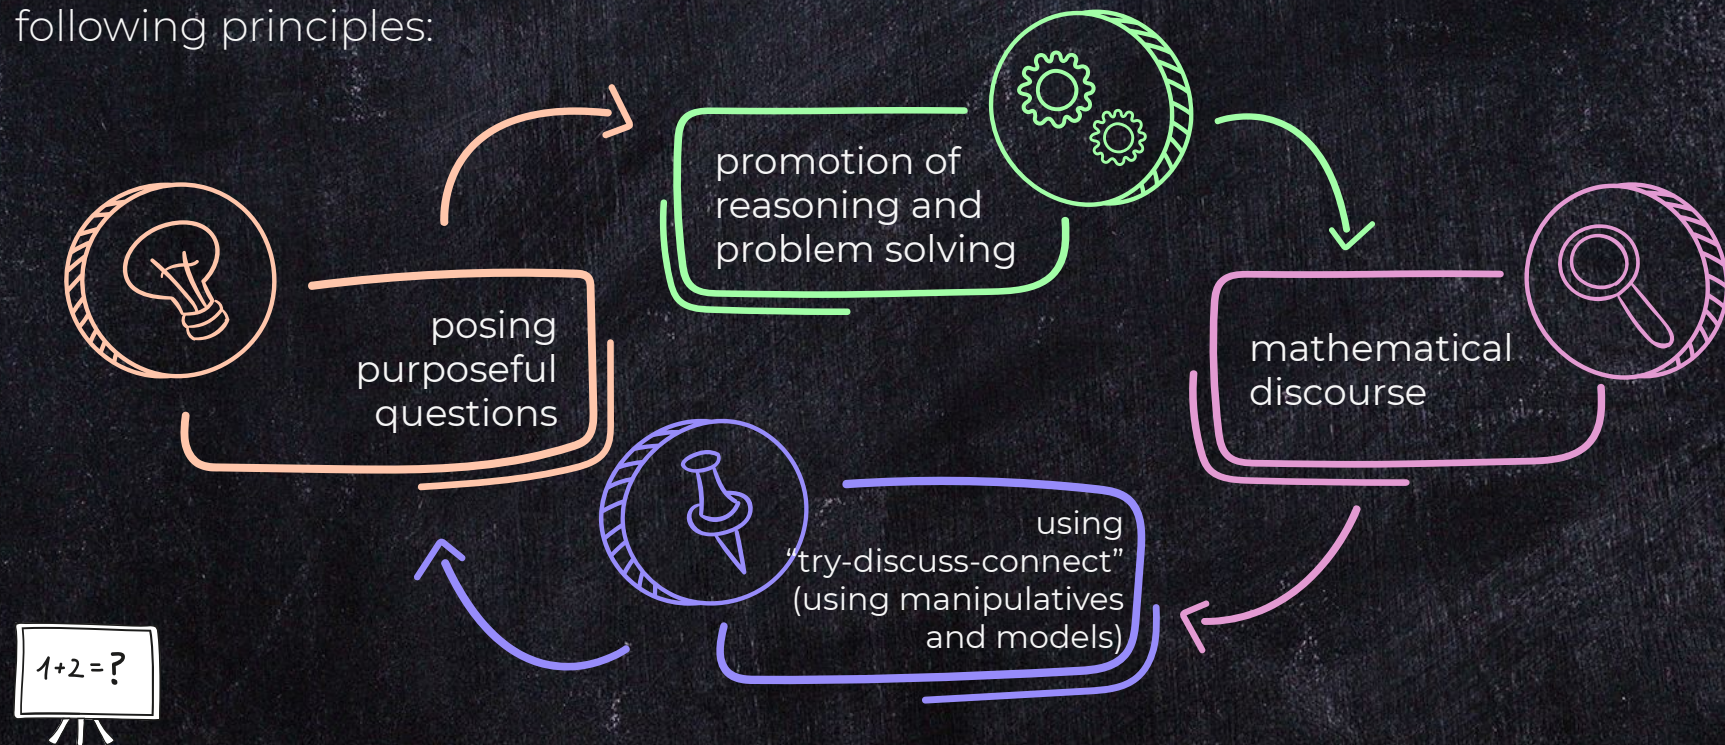 following principles:
promotion of
reasoning and
problem solving
posing
purposeful
questions
mathematical
discourse
using
“try-discuss-connect”
(using manipulatives
and models)
1+2=?